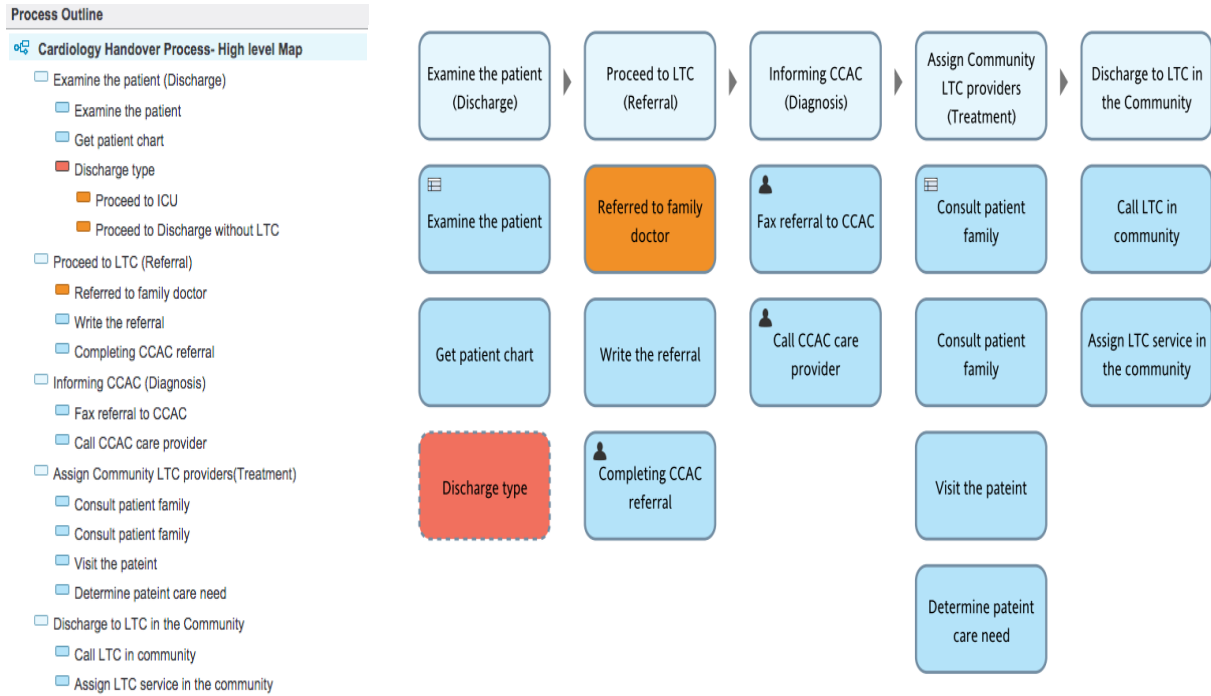 Process Outline
Cardiology Handover Process- High level Map
Examine the patient (Discharge)
Examine the patient
Get patient chart
Discharge type
Proceed to ICU
Proceed to Discharge without LTC
Proceed to LTC (Referral)
Referred to family doctor
Write the referral
Completing CCAC referral
Informing CCAC (Diagnosis)
Fax referral to CCAC
Call CCAC care provider
Assign Community LTC providers(Treatment)
Consult patient family
Consult patient family
Visit the pateint
Determine pateint care need
Discharge to LTC in the Community
Call LTC in community
Assign LTC service in the community
Examine the patient
(Discharge)
Proceed to LTC
(Referral)
Informing CCAC
(Diagnosis)
Assign Community
LTC providers
(Treatment)
Discharge to LTC in
the Community
Examine the patient
Referred to family
doctor
Fax referral to CCAC
Consult patient
family
Call LTC in
community
Get patient chart
Write the referral
Call CCAC care
provider
Consult patient
family
Assign LTC service in
the community
Discharge type
Completing CCAC
referral
Visit the pateint
Determine pateint
care need